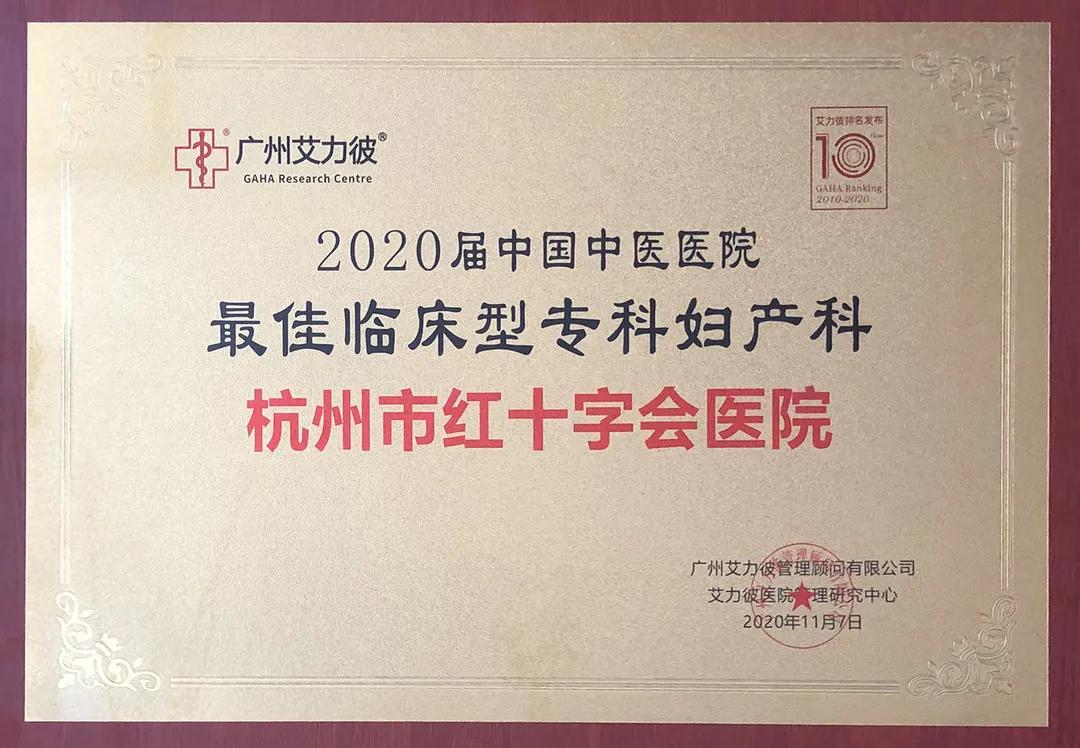 广州艾力彼®
GAHA Research Centre
艾力彼排名发布
10
GAHA Ranking
2010-2020
2020届中国中医医院
最佳临床型专科妇产科
杭州市红十字会医院
广州艾力彼管理顾问有限公司
艾力彼医院管理研究中心
2020年11月7日